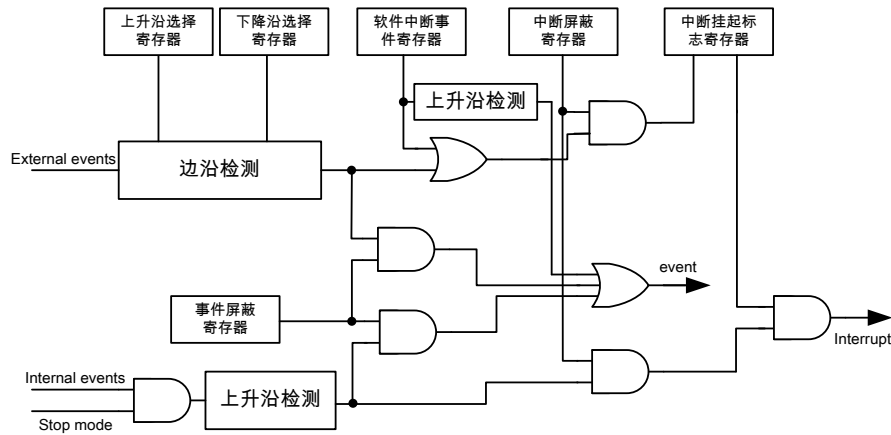 上升沿选择
寄存器
下降沿选择
寄存器
软件中断事
件寄存器
中断屏蔽
寄存器
中断挂起标
志寄存器
上升沿检测
External events
边沿检测
event
事件屏蔽
寄存器
Interrupt
Internal events
上升沿检测
Stop mode